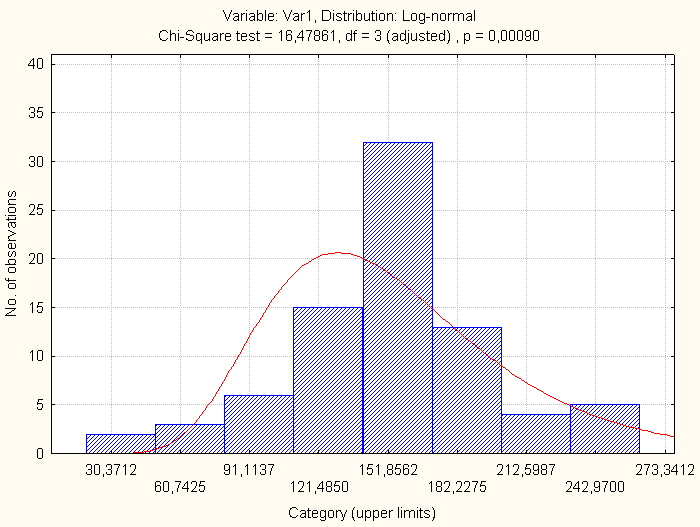 Variable: Var1, Distribution: Log-normal
Chi-Square test = 16,47861, df = 3 (adjusted) , p = 0,00090
No. of observations
40
35
30
25
20
15
10
5
0
30,3712 91,1137 151,8562 212,5987 273,3412
60,7425 121,4850 182,2275 242,9700
Category (upper limits)